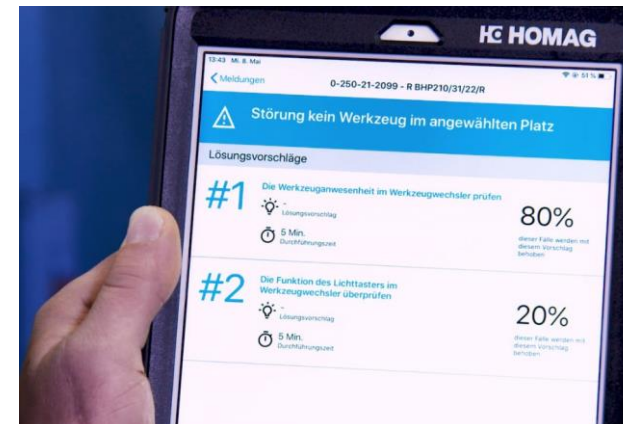 HOMAG
13:43 Mi. 8. Mai
51 %
Meldungen
0-250-21-2099 - R BHP210/31/22/R
Störung kein Werkzeug im angewählten Platz
Lösungsvorschläge
#1
Die Werkzeuganwesenheit im Werkzeugwechsler prüfen
-
Lösungsvorschlag
5 Min.
Durchführungszeit
80%
dieser Fälle werden mit
diesem Vorschlag
behoben
#2
Die Funktion des Lichttasters im
Werkzeugwechsler überprüfen
-
Lösungsvorschlag
5 Min.
Durchführungszeit
20%
dieser Fälle werden mit
diesem Vorschlag
behoben